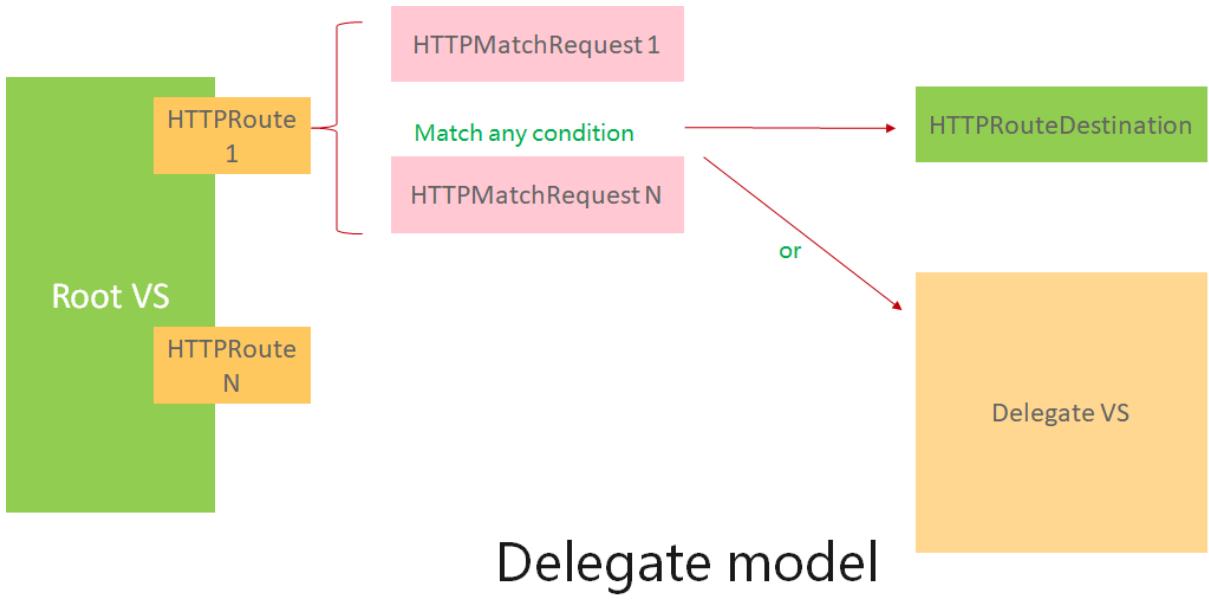 HTTPMatchRequest 1
HTTPRoute
1
Match any condition
HTTPRouteDestination
HTTPMatchRequest N
or
Root VS
HTTPRoute
N
Delegate VS
Delegate model